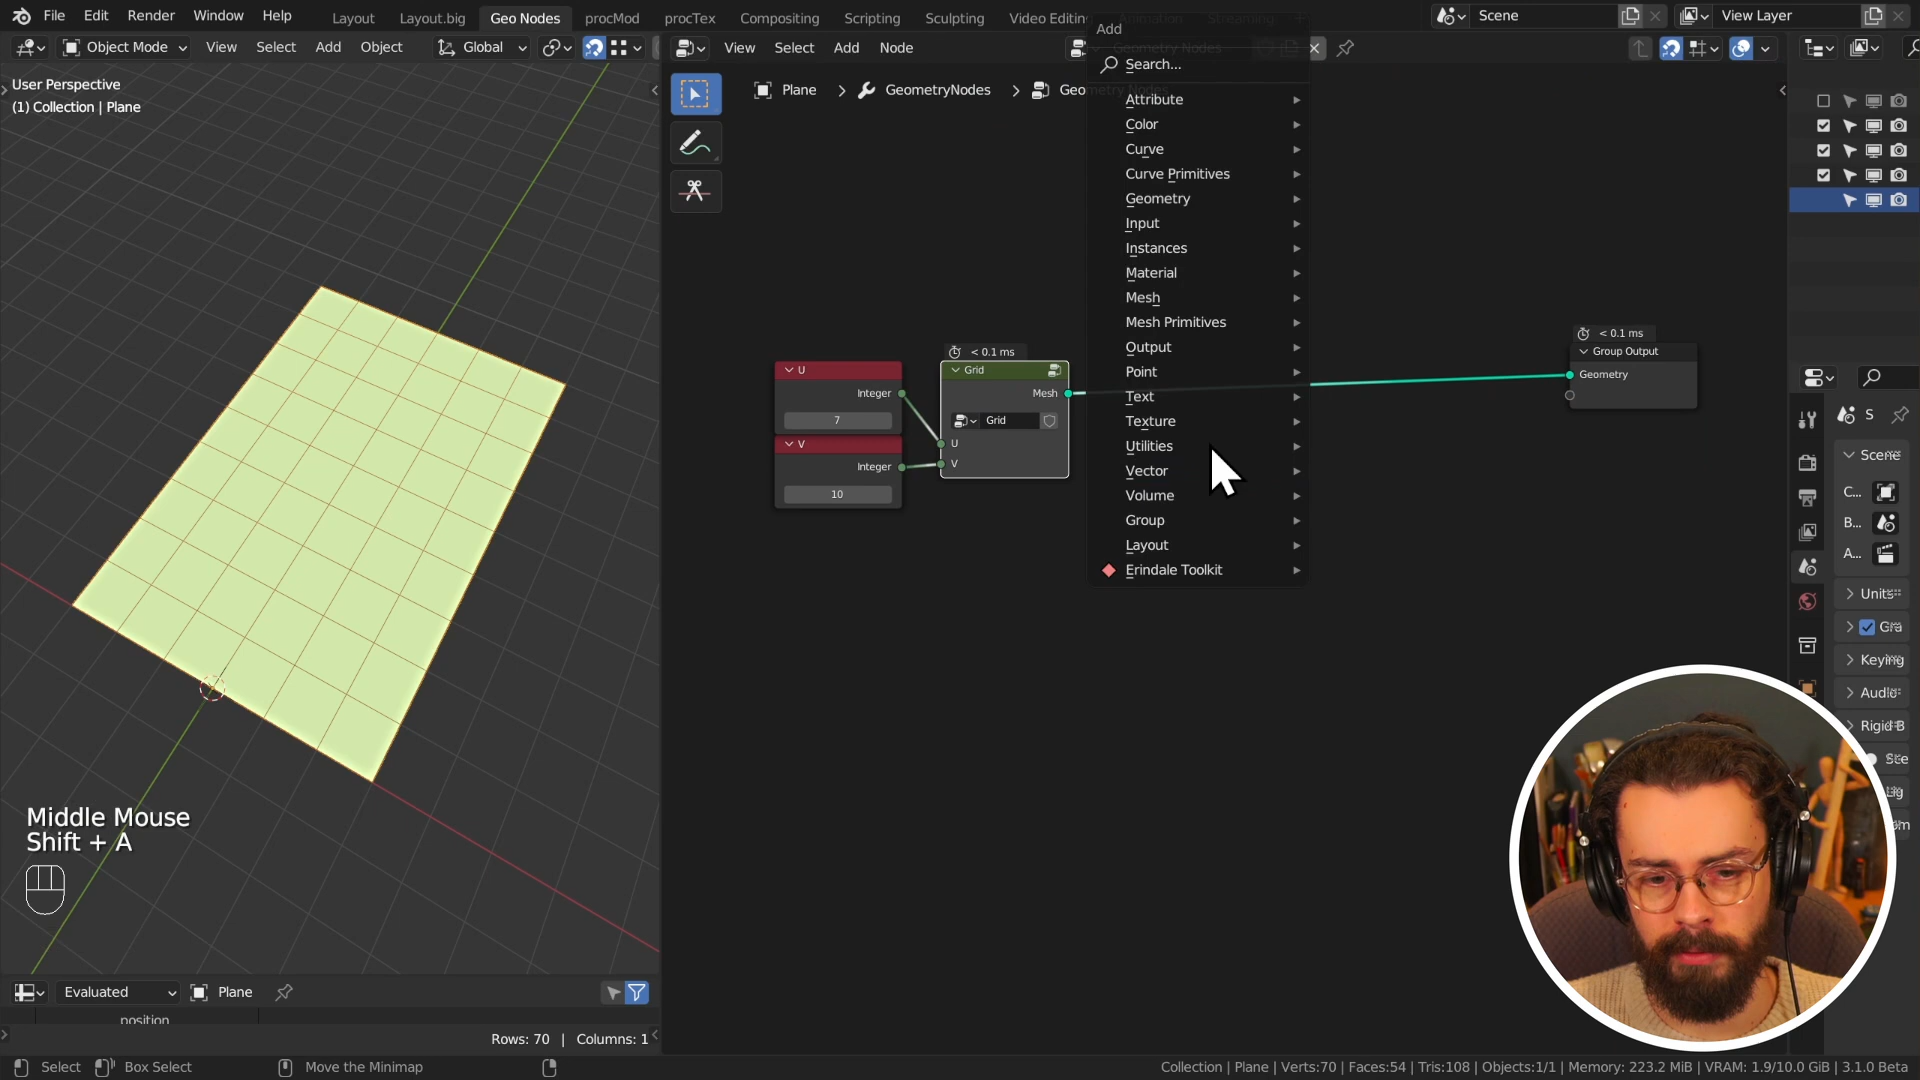 File Edit Render Window Help
Layout Layout.big Geo Nodes procMod procTex Compositing Scripting Sculpting Video Editin Animation Streaming
Scene
View Layer
Object Mode View Select Add Object
Global
View Select Add Node
Geometry Nodes
User Perspective
(1) Collection | Plane
Plane > GeometryNodes > Geometry Nodes
Add
Search...
Attribute
Color
Curve
Curve Primitives
Geometry
Input
Instances
Material
Mesh
Mesh Primitives
Output
Point
Text
Texture
Utilities
Vector
Volume
Group
Layout
Erindale Toolkit
U
Integer
7
V
Integer
10
< 0.1 ms
Grid
Mesh
Grid
U
V
< 0.1 ms
Group Output
Geometry
S
Scene
C...
B...
A...
Units
Gra
Keying
Audio
Rigid B
Middle Mouse
Shift + A
Evaluated
Plane
position
Rows: 70 | Columns: 1
Select
Box Select
Move the Minimap
Collection | Plane | Verts:70 | Faces:54 | Tris:108 | Objects:1/1 | Memory: 223.2 MiB | VRAM: 1.9/10.0 GiB | 3.1.0 Beta